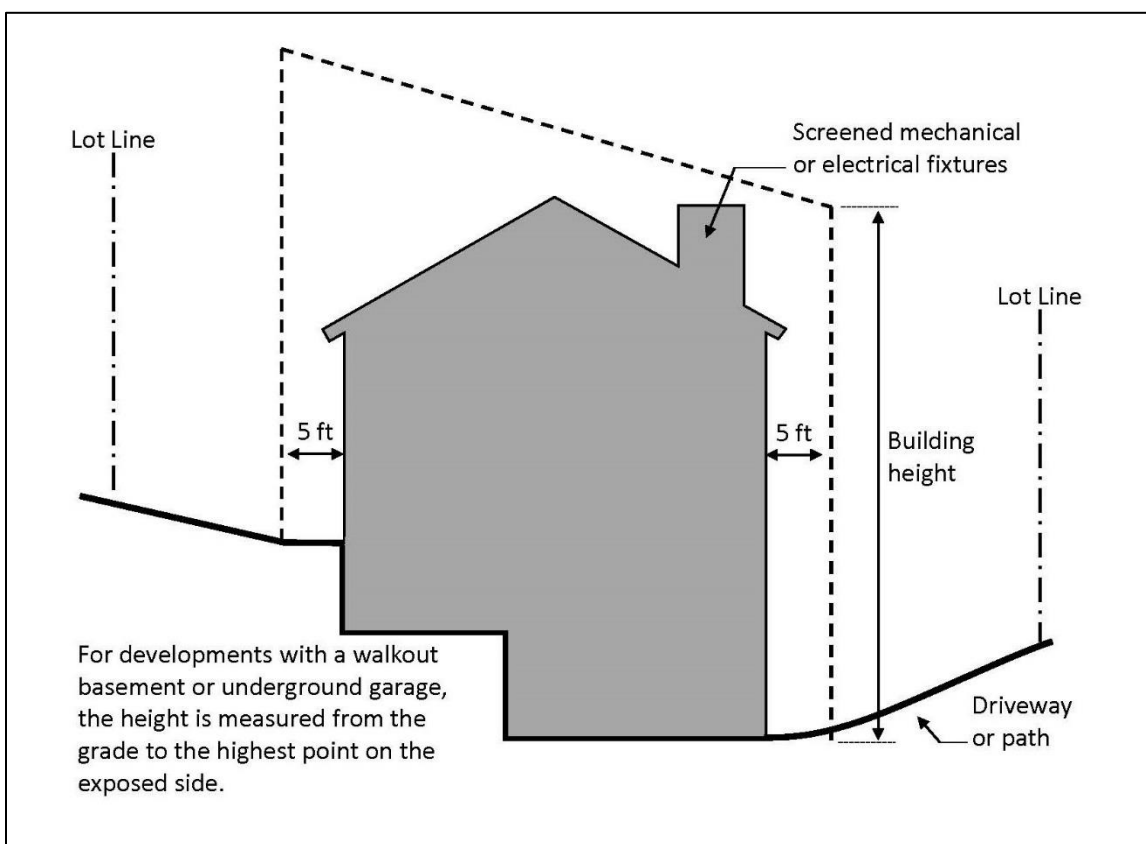 Lot Line
Screened mechanical
or electrical fixtures
Lot Line
5 ft
5 ft
Building
height
For developments with a walkout
basement or underground garage,
the height is measured from the
grade to the highest point on the
exposed side.
Driveway
or path